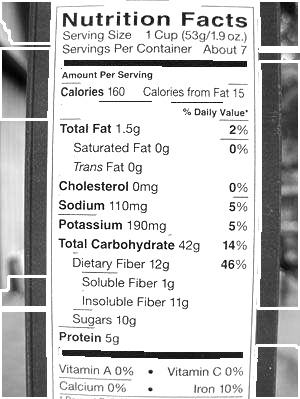 Nutrition Facts
Serving Size 1 Cup (53g/1.9 oz.)
Servings Per Container About 7
Amount Per Serving
Calories 160 Calories from Fat 15
% Daily Value*
Total Fat 1.5g 2%
Saturated Fat 0g 0%
Trans Fat 0g
Cholesterol 0mg 0%
Sodium 110mg 5%
Potassium 190mg 5%
Total Carbohydrate 42g 14%
Dietary Fiber 12g 46%
Soluble Fiber 1g
Insoluble Fiber 11g
Sugars 10g
Protein 5g
Vitamin A 0% • Vitamin C 0%
Calcium 0% • Iron 10%